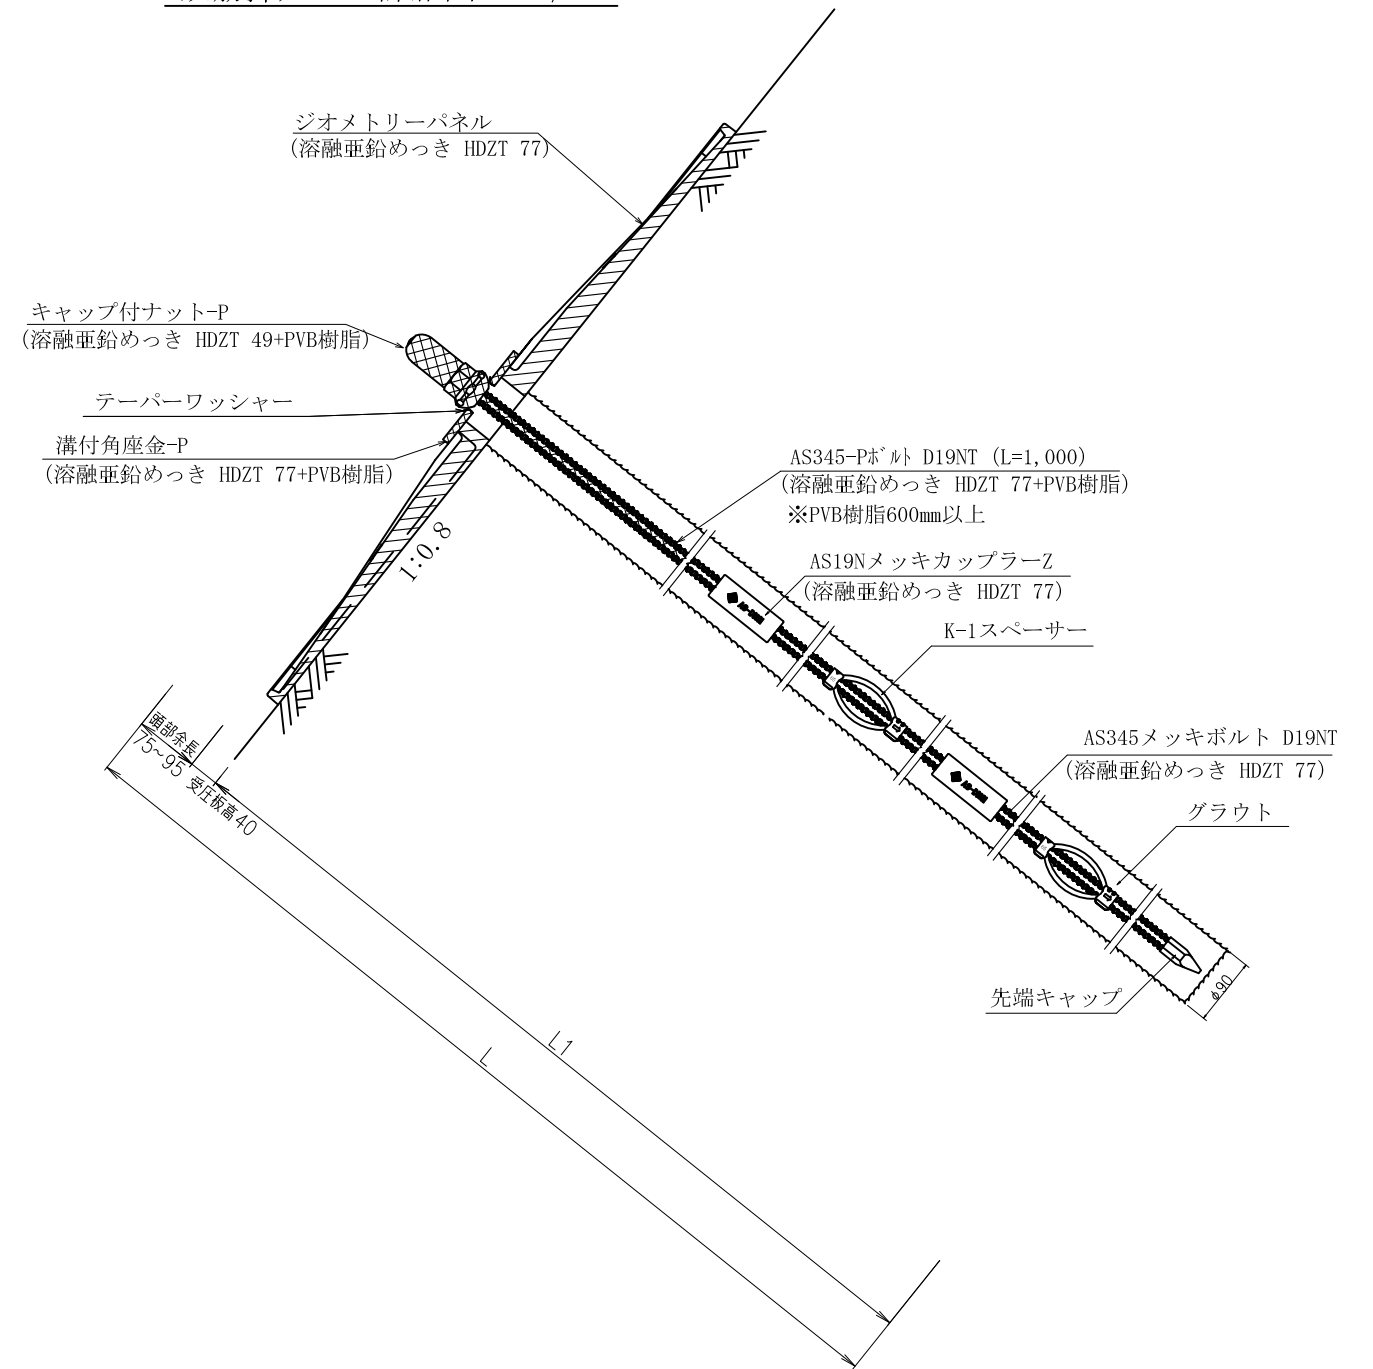 ジオメトリーパネル
(溶融亜鉛めっき HDZT 77)
キャップ付ナット-P
(溶融亜鉛めっき HDZT 49+PVB樹脂)
テーパーワッシャー
溝付角座金-P
(溶融亜鉛めっき HDZT 77+PVB樹脂)
AS345-Pﾎﾞﾙﾄ D19NT (L=1,000)
(溶融亜鉛めっき HDZT 77+PVB樹脂)
※PVB樹脂600mm以上
1:0.8
AS19NメッキカップラーZ
(溶融亜鉛めっき HDZT 77)
K-1スペーサー
頭部余長
75~95
受圧板高40
AS345メッキボルト D19NT
(溶融亜鉛めっき HDZT 77)
グラウト
先端キャップ
φ90
L1
L